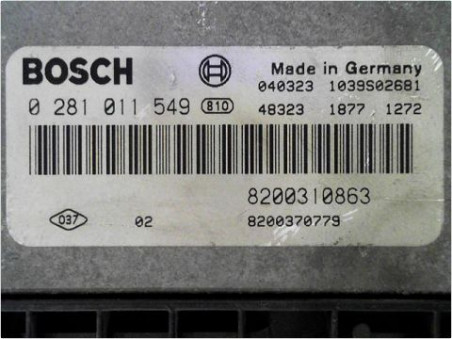 BOSCH Made in Germany
040323 1039S02681
0 281 011 549 810 48323 1877 1272
8200310863
037 02 8200370779